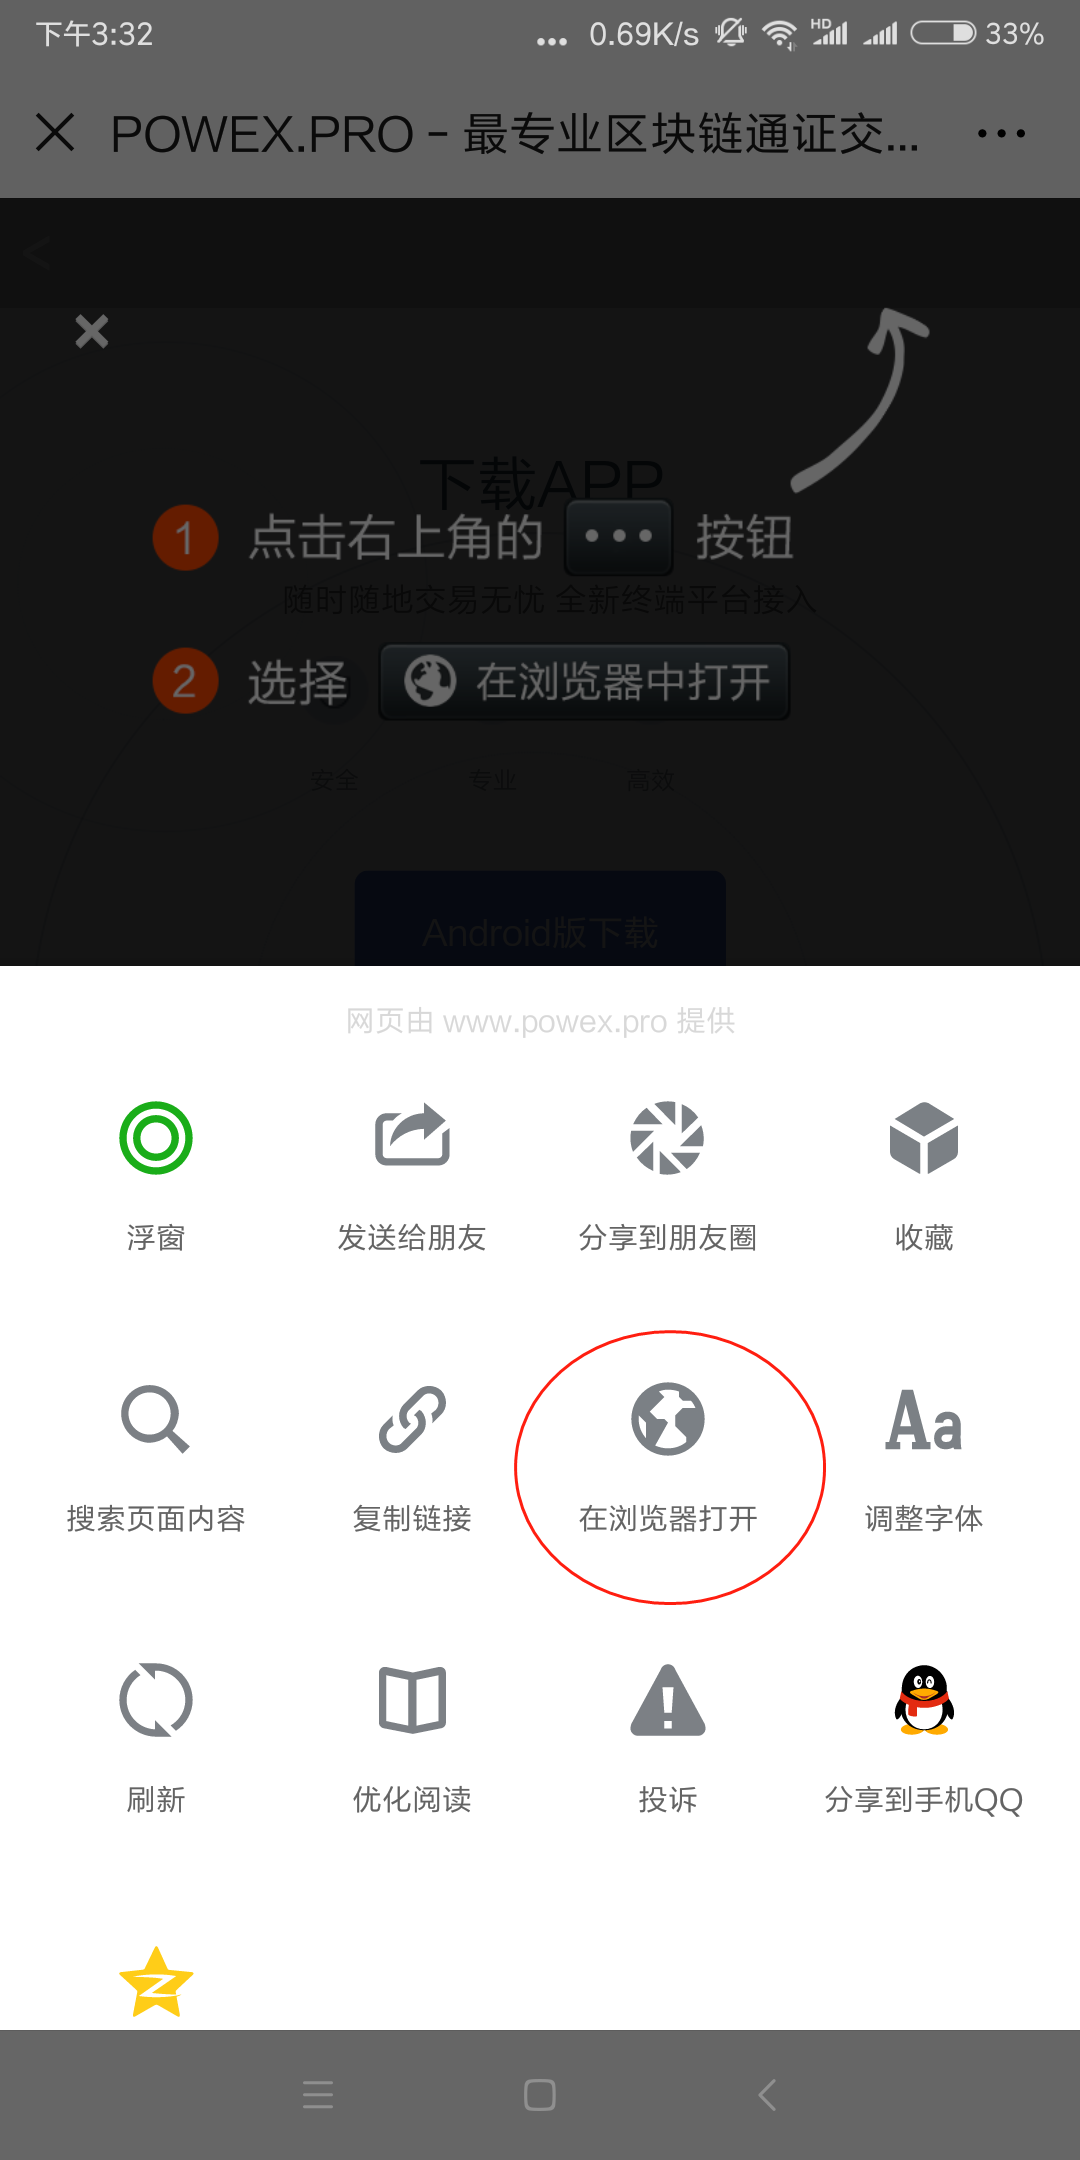 下午3:32
... 0.69K/s HD 33%
POWEX.PRO - 最专业区块链通证交... ...
下载APP
1 点击右上角的 ... 按钮
随时随地交易无忧 全新终端平台接入
2 选择 在浏览器中打开
安全 专业 高效
Android版下载
网页由 www.powex.pro 提供
浮窗 发送给朋友 分享到朋友圈 收藏
Aa
搜索页面内容 复制链接 在浏览器打开 调整字体
刷新 优化阅读 投诉 分享到手机QQ